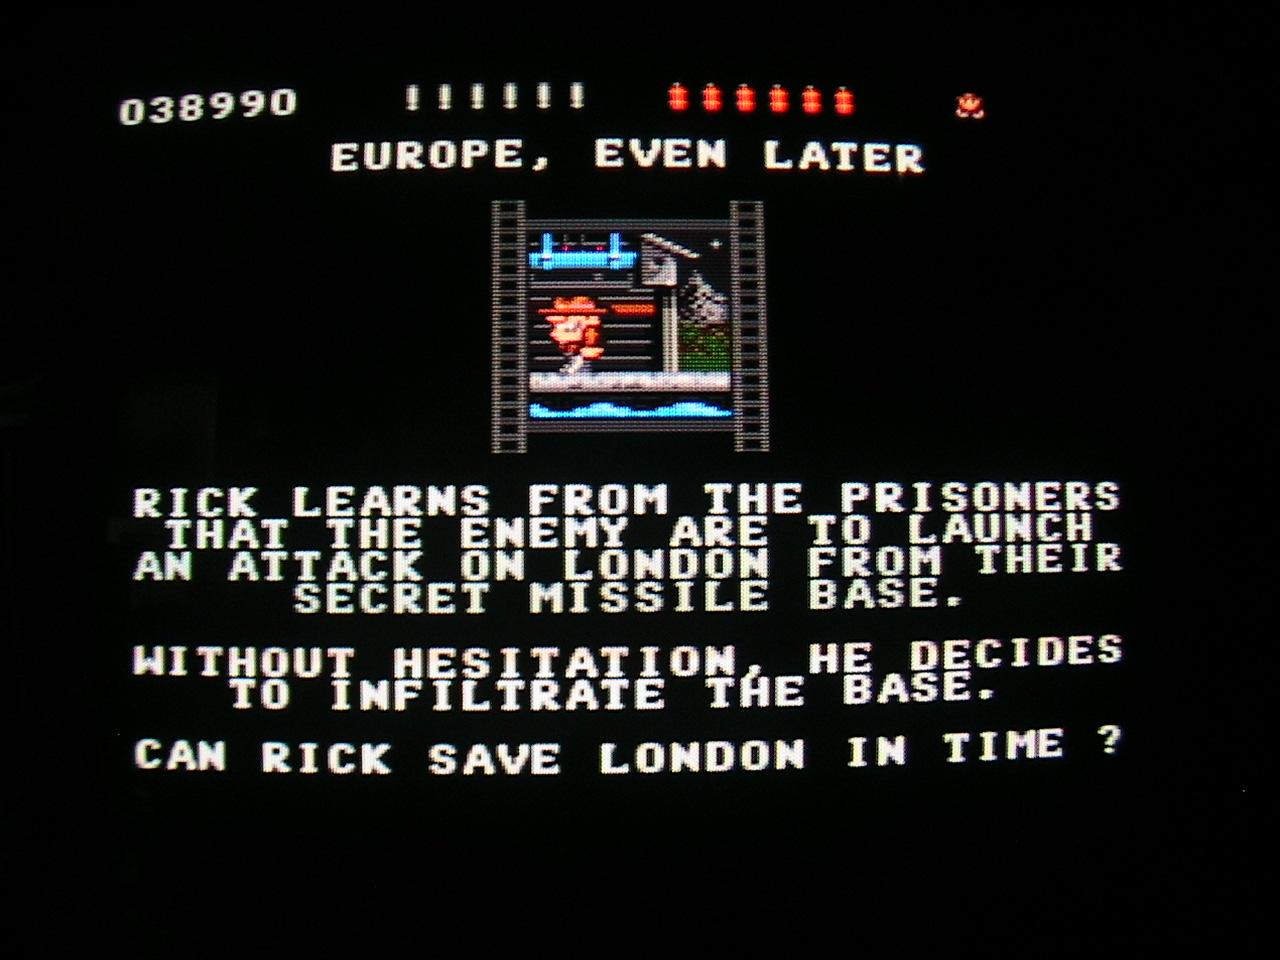 038990
EUROPE, EVEN LATER
RICK LEARNS FROM THE PRISONERS
THAT THE ENEMY ARE TO LAUNCH
AN ATTACK ON LONDON FROM THEIR
SECRET MISSILE BASE.
WITHOUT HESITATION, HE DECIDES
TO INFILTRATE THE BASE.
CAN RICK SAVE LONDON IN TIME ?